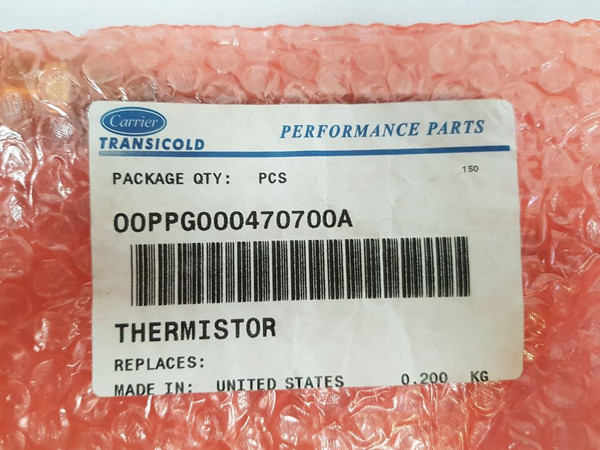 Carrier
TRANSICOLD
PERFORMANCE PARTS
PACKAGE QTY: PCS
150
00PPG000470700A
THERMISTOR
REPLACES:
MADE IN: UNITED STATES 0.200 KG